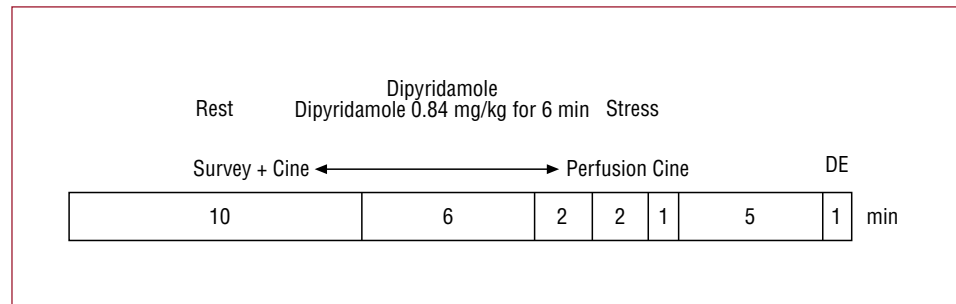 Dipyridamole
Rest Dipyridamole 0.84 mg/kg for 6 min Stress
Survey + Cine Perfusion Cine DE
10 6 2 2 1 5 1 min